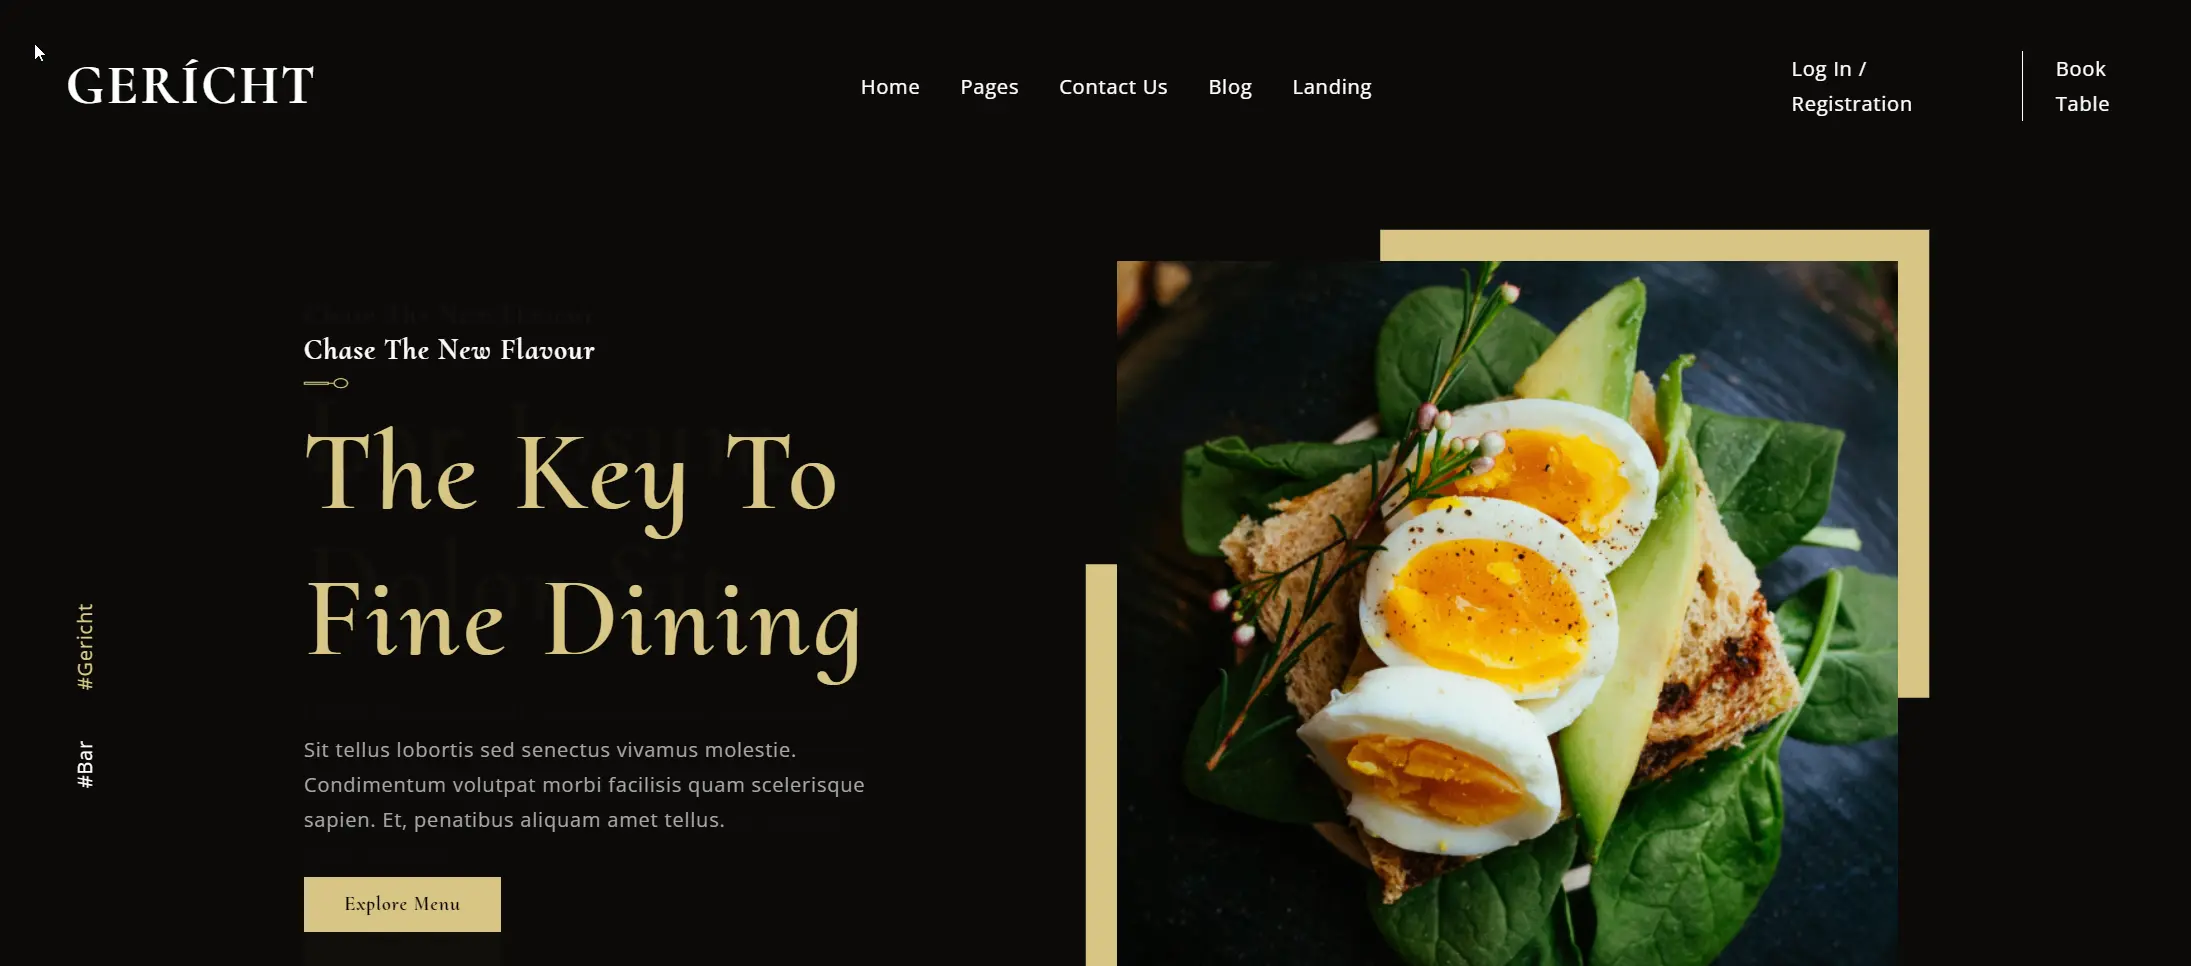 GERÍCHT
Home Pages Contact Us Blog Landing
Log In /
Registration
Book
Table
Chase The New Flavour
The Key To
Fine Dining
Sit tellus lobortis sed senectus vivamus molestie.
Condimentum volutpat morbi facilisis quam scelerisque
sapien. Et, penatibus aliquam amet tellus.
Explore Menu
#Gericht
#Bar